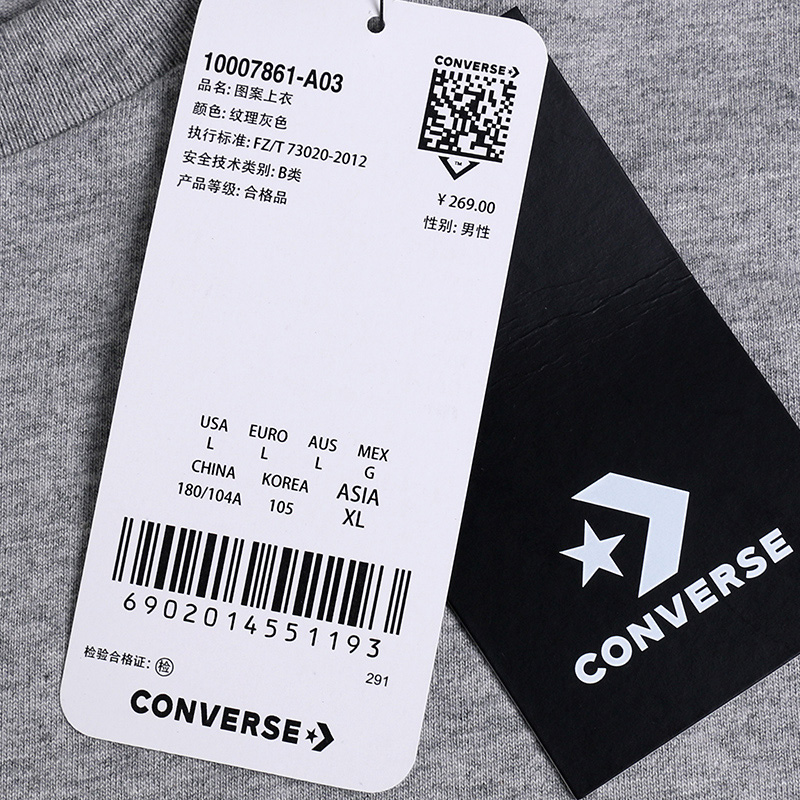 10007861-A03
品名: 图案上衣
颜色: 纹理灰色
执行标准: FZ/T 73020-2012
安全技术类别: B类
产品等级: 合格品
CONVERSE
TM
￥269.00
性别: 男性
USA EURO AUS MEX
L L L G
CHINA KOREA ASIA
180/104A 105 XL
6902014551193
检验合格证: 检
291
CONVERSE
CONVERSE